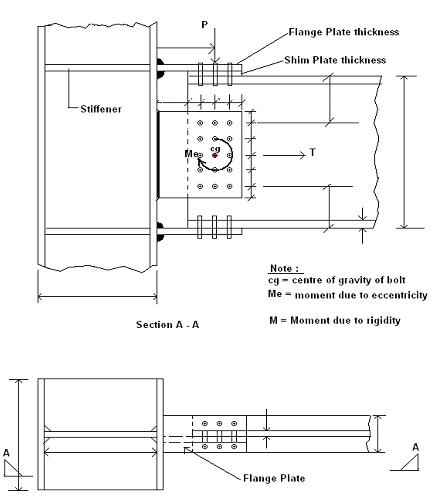 P
Flange Plate thickness
Shim Plate thickness
Stiffener
Me
cg
T
Note :
cg = centre of gravity of bolt
Me = moment due to eccentricity
M = Moment due to rigidity
Section A - A
A
A
Flange Plate